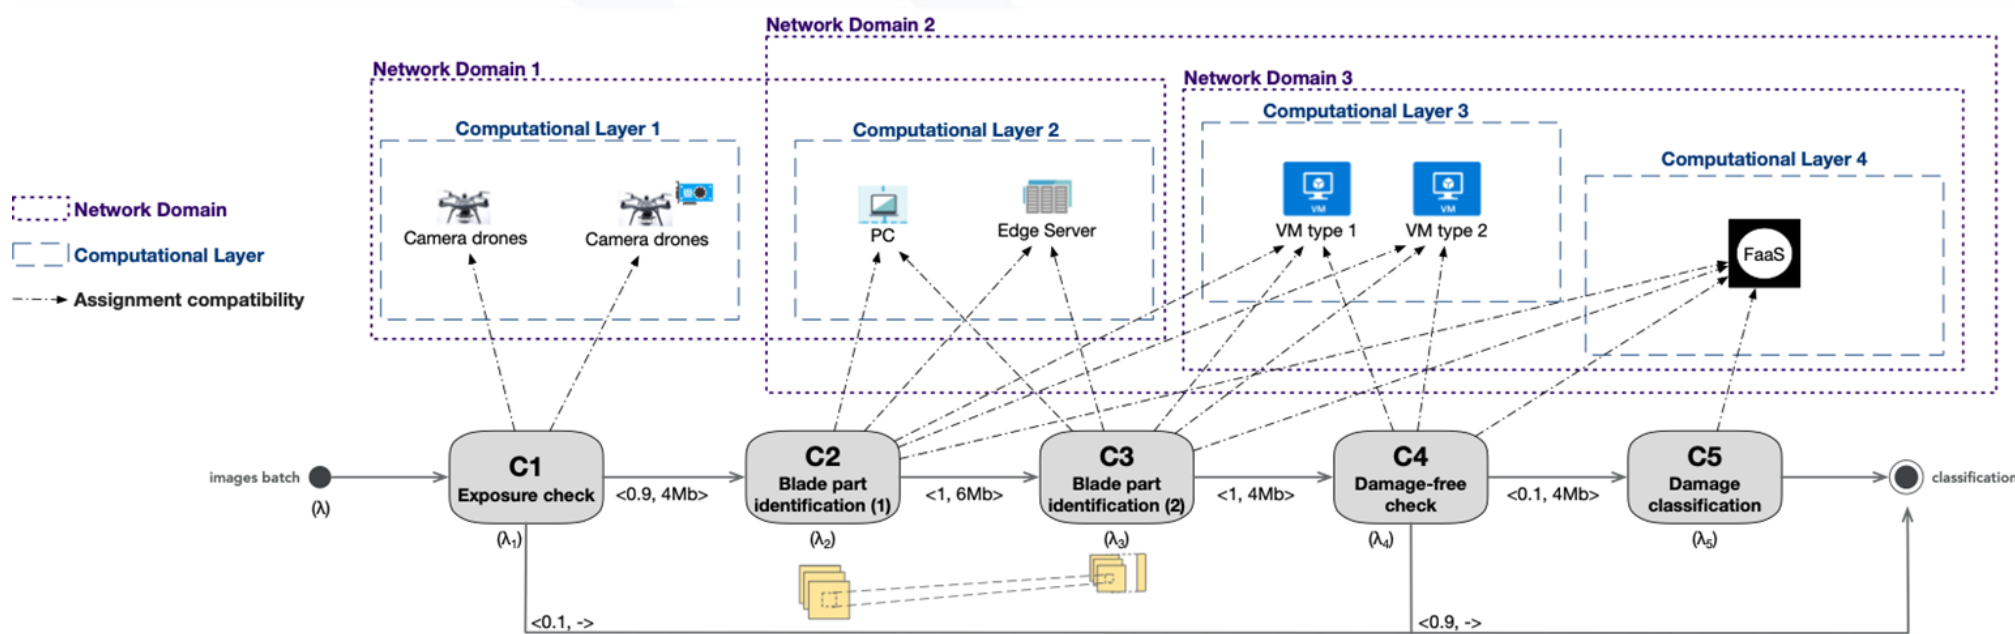 Network Domain 2
Network Domain 1
Network Domain 3
Computational Layer 1
Computational Layer 2
Computational Layer 3
Computational Layer 4
Network Domain
Computational Layer
Assignment compatibility
Camera drones
Camera drones
PC
Edge Server
VM
VM type 1
VM
VM type 2
FaaS
images batch
(λ)
C1
Exposure check
(λ₁)
<0.9, 4Mb>
C2
Blade part
identification (1)
(λ₂)
<1, 6Mb>
C3
Blade part
identification (2)
(λ₃)
<1, 4Mb>
C4
Damage-free
check
(λ₄)
<0.1, 4Mb>
C5
Damage
classification
(λ₅)
classification
<0.1, ->
<0.9, ->